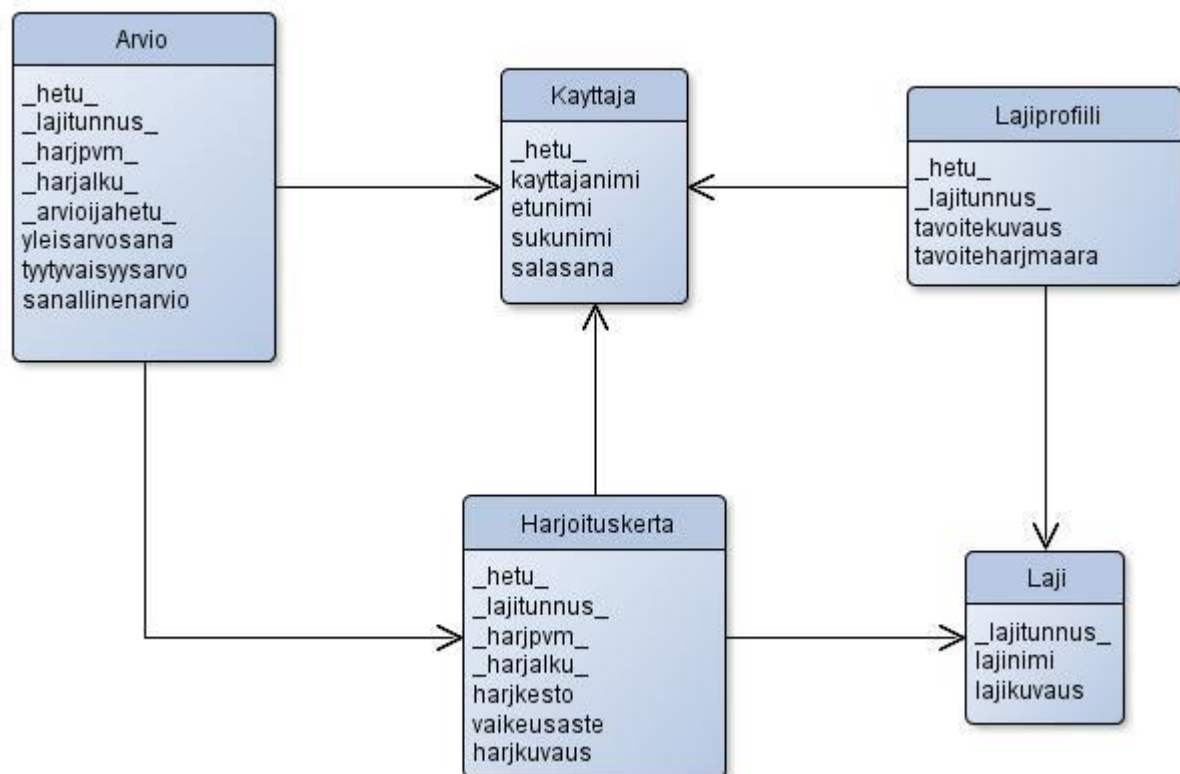 Arvio
_hetu_
_lajitunnus_
_harjpvm_
_harjalku_
_arvioijahetu_
yleisarvosana
tyytyvaisyysarvo
sanallinenarvio
Kayttaja
_hetu_
kayttajanimi
etunimi
sukunimi
salasana
Lajiprofiili
_hetu_
_lajitunnus_
tavoitekuvaus
tavoiteharjmaara
Harjoituskerta
_hetu_
_lajitunnus_
_harjpvm_
_harjalku_
harjkesto
vaikeusaste
harjkuvaus
Laji
_lajitunnus_
lajinimi
lajikuvaus